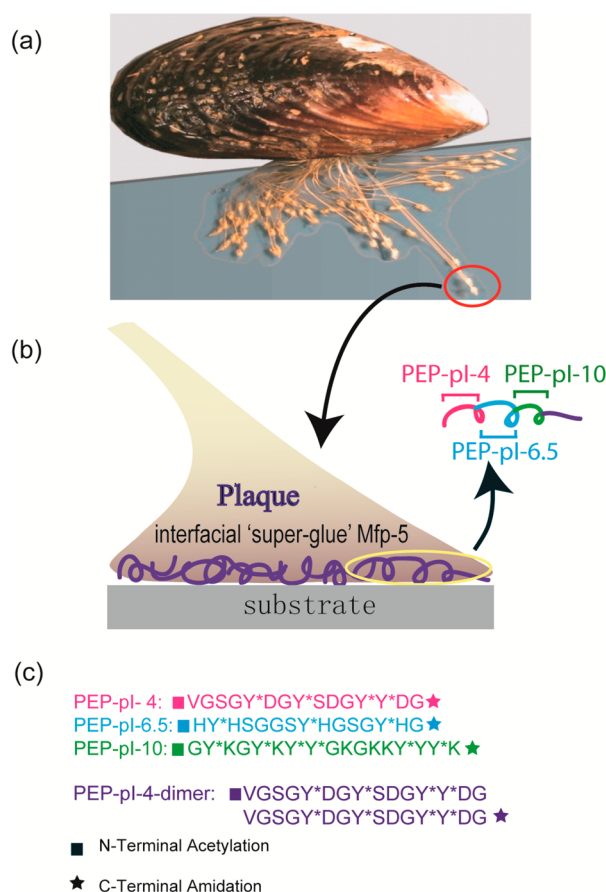 (a)
(b)
PEP-pI-4 PEP-pI-10
PEP-pI-6.5
Plaque
interfacial 'super-glue' Mfp-5
substrate
(c)
PEP-pI- 4: ■VGSGY*DGY*SDGY*Y*DG★
PEP-pI-6.5: ■HY*HSGGSY*HGSGY*HG★
PEP-pI-10: ■GY*KGY*KY*Y*GKGKKY*YY*K★
PEP-pI-4-dimer: ■VGSGY*DGY*SDGY*Y*DG
VGSGY*DGY*SDGY*Y*DG★
■ N-Terminal Acetylation
★ C-Terminal Amidation